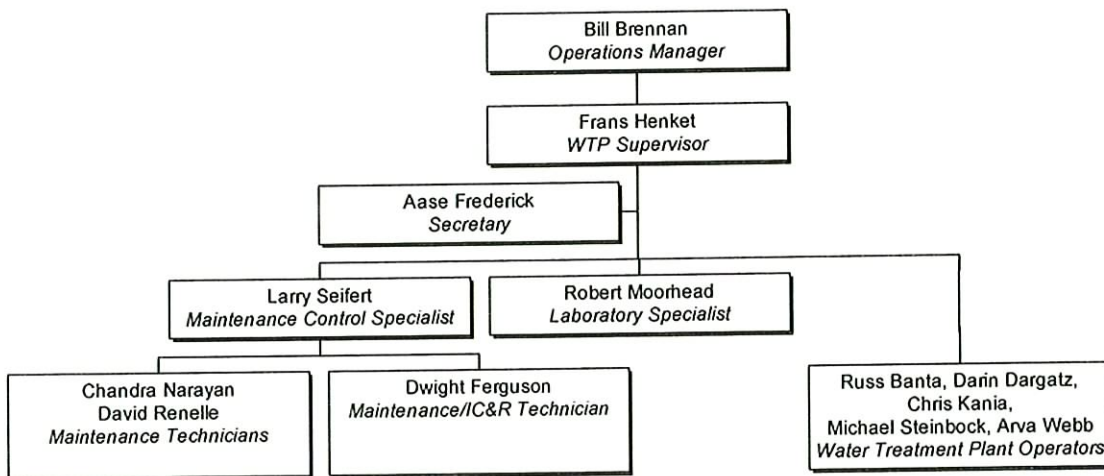 Bill Brennan
Operations Manager
Frans Henket
WTP Supervisor
Aase Frederick
Secretary
Larry Seifert
Maintenance Control Specialist
Robert Moorhead
Laboratory Specialist
Chandra Narayan
David Renelle
Maintenance Technicians
Dwight Ferguson
Maintenance/IC&R Technician
Russ Banta, Darin Dargatz,
Chris Kania,
Michael Steinbock, Arva Webb
Water Treatment Plant Operators